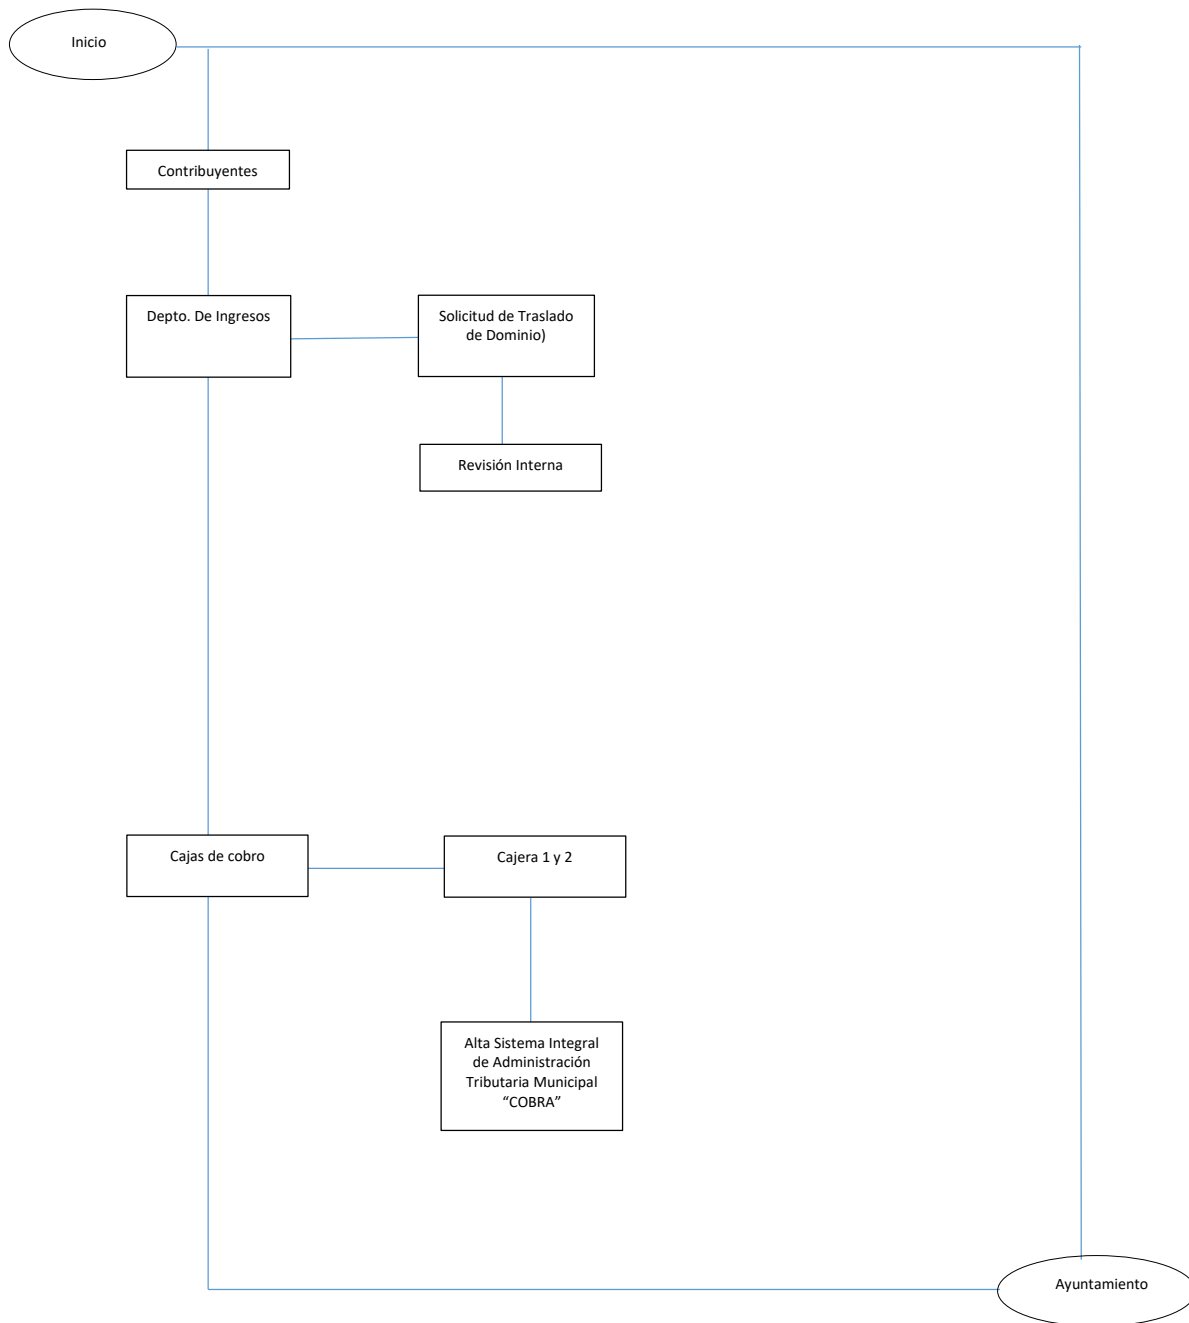 Inicio
Contribuyentes
Depto. De Ingresos
Solicitud de Traslado
de Dominio)
Revisión Interna
Cajas de cobro
Cajera 1 y 2
Alta Sistema Integral
de Administración
Tributaria Municipal
“COBRA”
Ayuntamiento